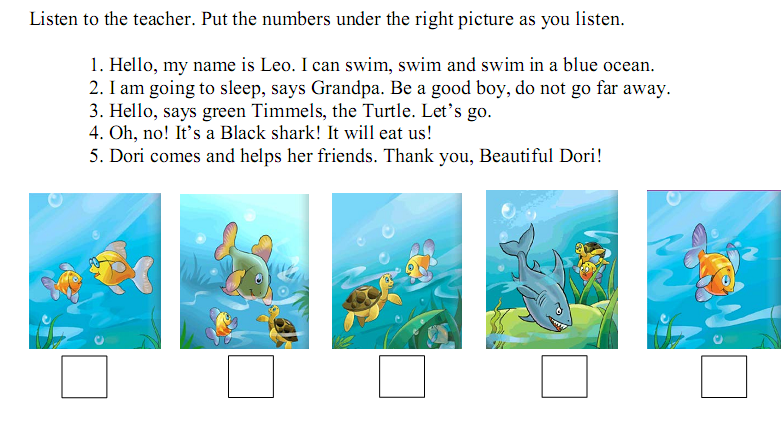 Listen to the teacher. Put the numbers under the right picture as you listen.
1. Hello, my name is Leo. I can swim, swim and swim in a blue ocean.
2. I am going to sleep, says Grandpa. Be a good boy, do not go far away.
3. Hello, says green Timmels, the Turtle. Let’s go.
4. Oh, no! It’s a Black shark! It will eat us!
5. Dori comes and helps her friends. Thank you, Beautiful Dori!